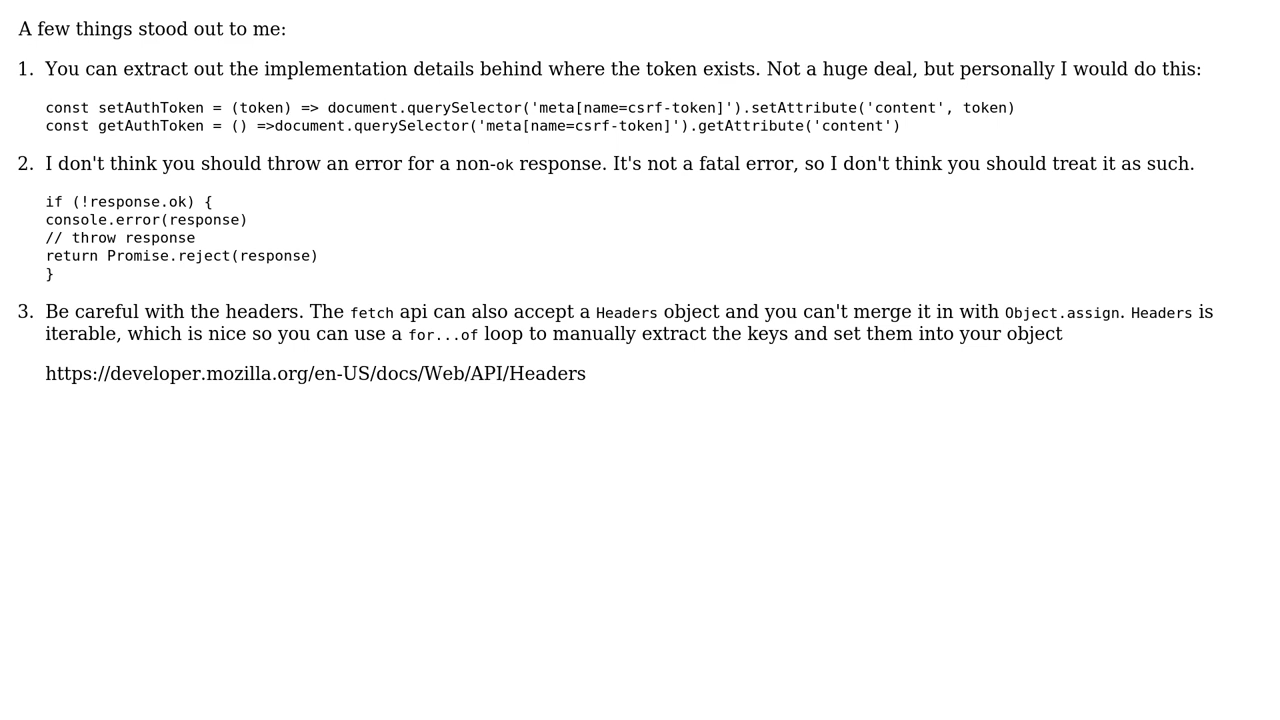 A few things stood out to me:
1. You can extract out the implementation details behind where the token exists. Not a huge deal, but personally I would do this:
const setAuthToken = (token) => document.querySelector('meta[name=csrf-token]').setAttribute('content', token)
const getAuthToken = () =>document.querySelector('meta[name=csrf-token]').getAttribute('content')
2. I don't think you should throw an error for a non-ok response. It's not a fatal error, so I don't think you should treat it as such.
if (!response.ok) {
console.error(response)
// throw response
return Promise.reject(response)
}
3. Be careful with the headers. The fetch api can also accept a Headers object and you can't merge it in with Object.assign. Headers is
iterable, which is nice so you can use a for...of loop to manually extract the keys and set them into your object
https://developer.mozilla.org/en-US/docs/Web/API/Headers